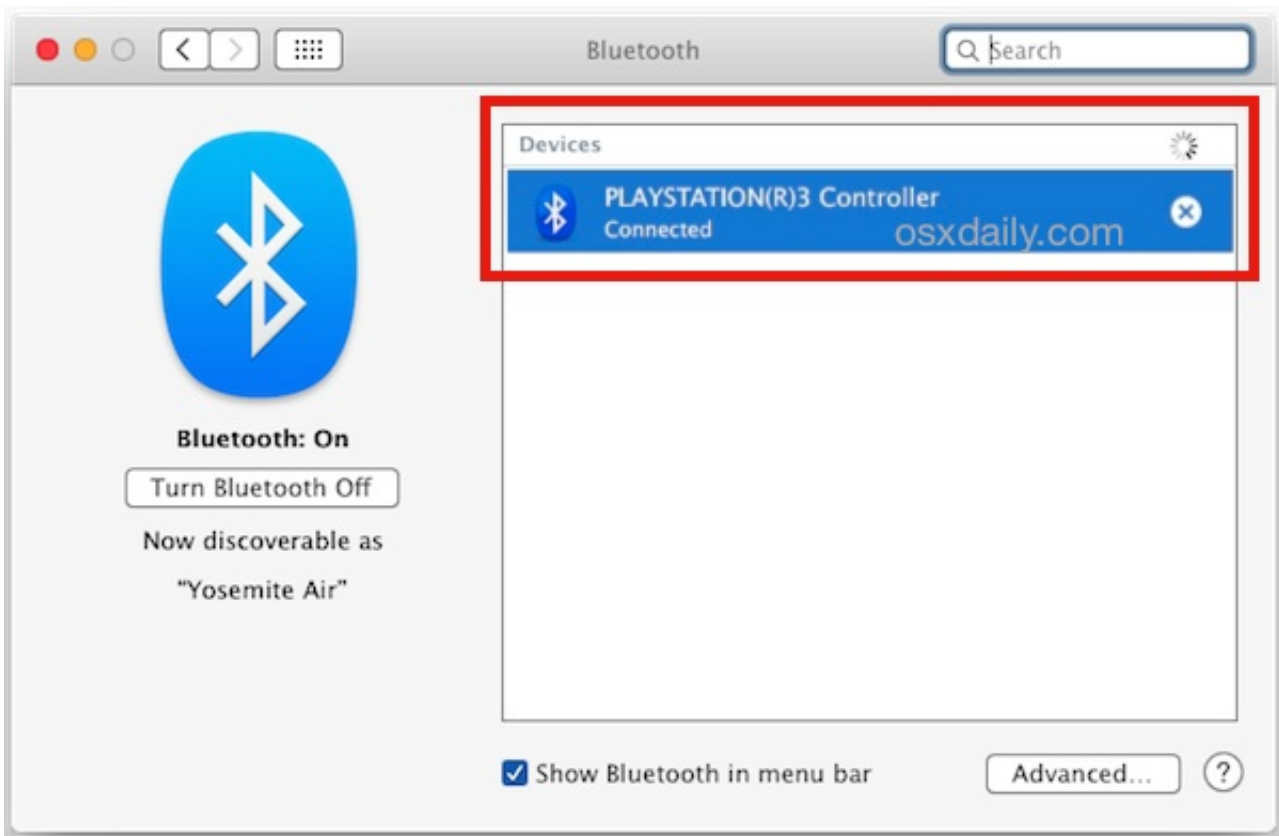 Bluetooth
Search
Devices
PLAYSTATION(R)3 Controller
Connected
osxdaily.com
Bluetooth: On
Turn Bluetooth Off
Now discoverable as
"Yosemite Air"
Show Bluetooth in menu bar
Advanced...
?